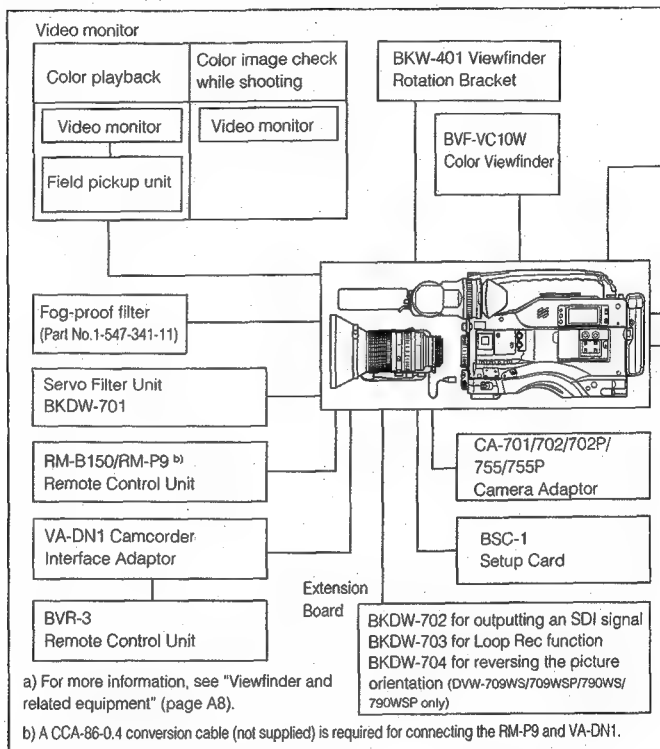 Video monitor
Color playback
Color image check
while shooting
Video monitor
Video monitor
Field pickup unit
BKW-401 Viewfinder
Rotation Bracket
BVF-VC10W
Color Viewfinder
Fog-proof filter
(Part No.1-547-341-11)
Servo Filter Unit
BKDW-701
RM-B150/RM-P9 b)
Remote Control Unit
VA-DN1 Camcorder
Interface Adaptor
BVR-3
Remote Control Unit
CA-701/702/702P/
755/755P
Camera Adaptor
BSC-1
Setup Card
Extension
Board
BKDW-702 for outputting an SDI signal
BKDW-703 for Loop Rec function
BKDW-704 for reversing the picture
orientation (DVW-709WS/709WSP/790WS/
790WSP only)
a) For more information, see "Viewfinder and
related equipment" (page A8).
b) A CCA-86-0.4 conversion cable (not supplied) is required for connecting the RM-P9 and VA-DN1.